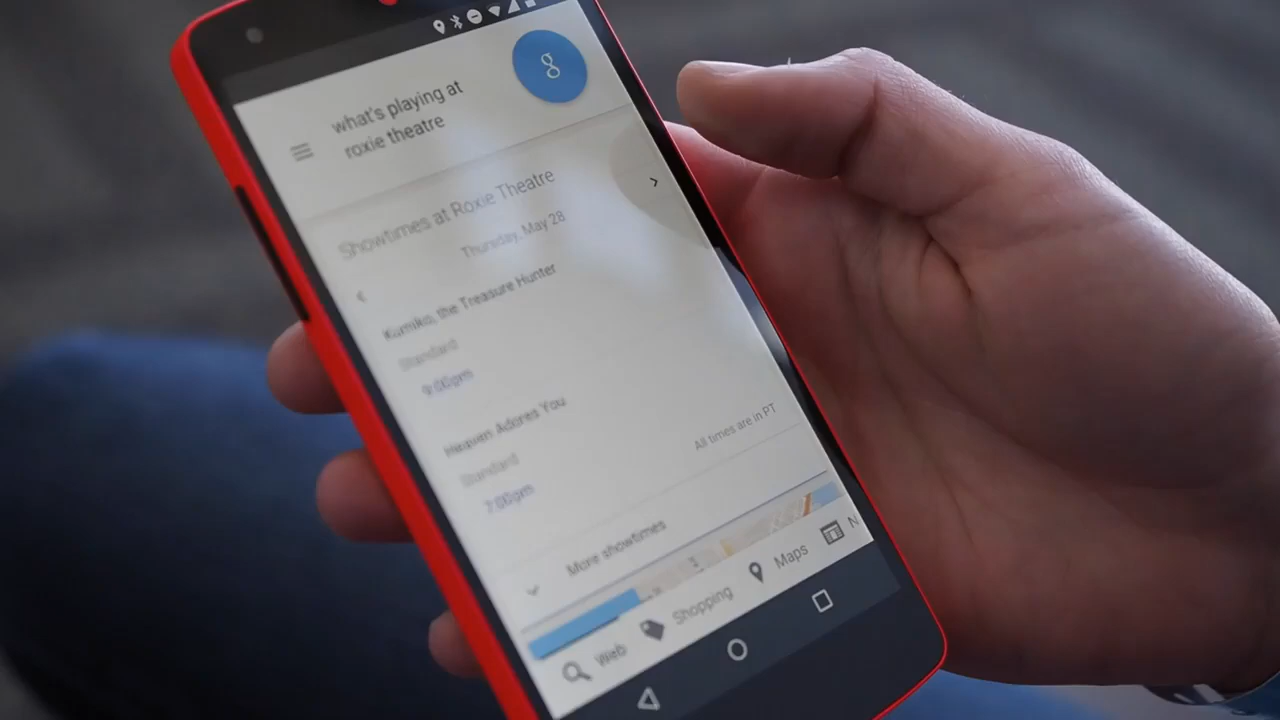 what's playing at
roxie theatre
g
Showtimes at Roxie Theatre
Thursday, May 28
Kumiko, the Treasure Hunter
Standard
9:00pm
Heaven Adores You
Standard
7:00pm
All times are in PT
More showtimes
Web
Shopping
Maps
N